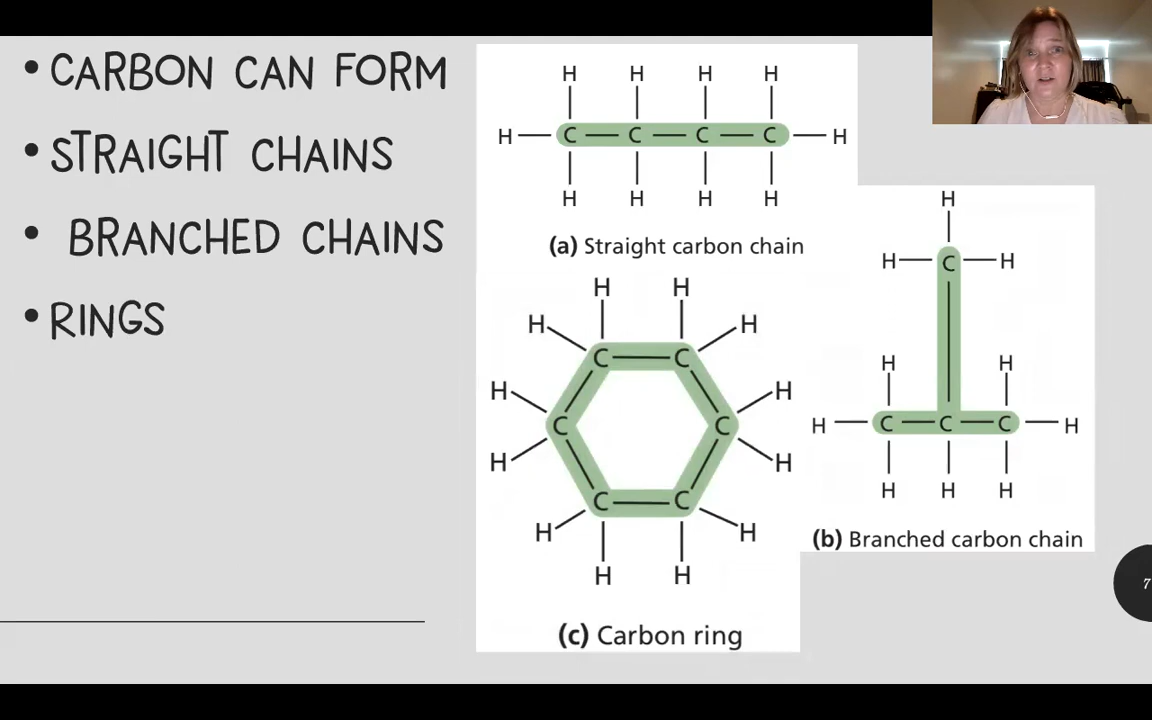 • CARBON CAN FORM
• STRAIGHT CHAINS
• BRANCHED CHAINS
• RINGS
H H H H
H C C C C H
H H H H
(a) Straight carbon chain
H
H C H
H H
H C C C H
H H H
(b) Branched carbon chain
H H
H H
C C
H H
C C
H H
C C
H H
H H
(c) Carbon ring
7